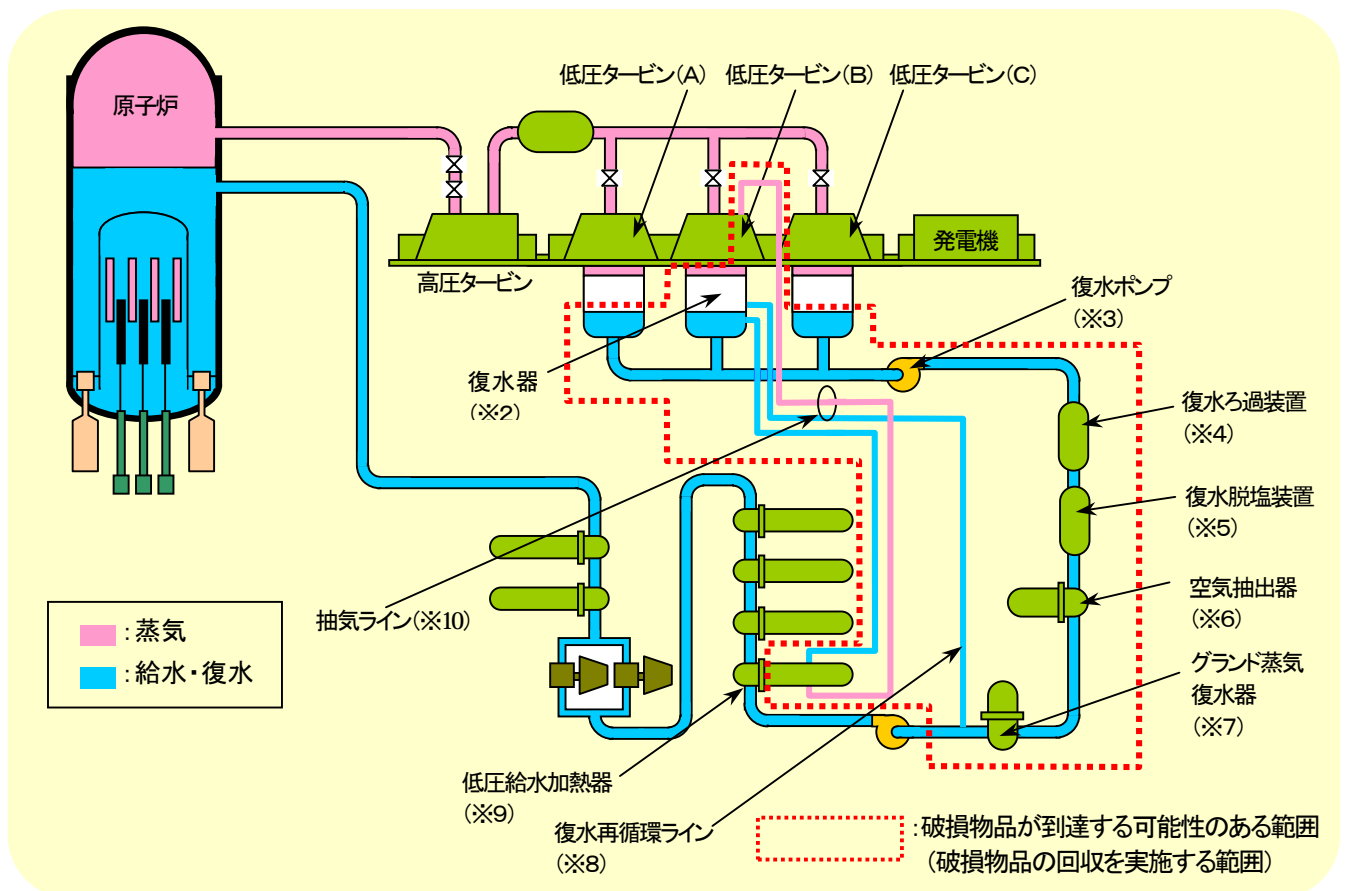 原子炉
低圧タービン(A)
低圧タービン(B)
低圧タービン(C)
高圧タービン
発電機
復水器
(※2)
復水ポンプ
(※3)
復水ろ過装置
(※4)
復水脱塩装置
(※5)
空気抽出器
(※6)
グランド蒸気
復水器
(※7)
抽気ライン(※10)
:蒸気
:給水・復水
低圧給水加熱器
(※9)
復水再循環ライン
(※8)
:破損物品が到達する可能性のある範囲
(破損物品の回収を実施する範囲)